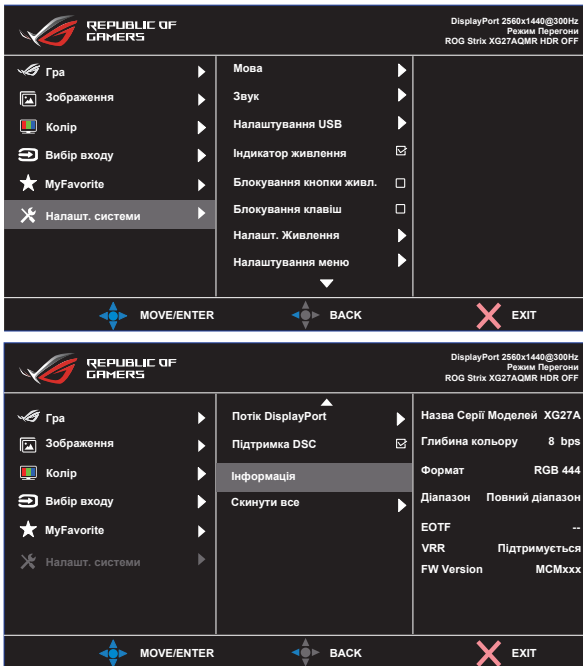 REPUBLIC OF
GAMERS
DisplayPort 2560x1440@300Hz
Режим Перегони
ROG Strix XG27AQMR HDR OFF
Гра
Зображення
Колір
Вибір входу
MyFavorite
Налашт. системи
Мова
Звук
Налаштування USB
Індикатор живлення
Блокування кнопки живл.
Блокування клавіш
Налашт. Живлення
Налаштування меню
MOVE/ENTER
BACK
EXIT
REPUBLIC OF
GAMERS
DisplayPort 2560x1440@300Hz
Режим Перегони
ROG Strix XG27AQMR HDR OFF
Гра
Зображення
Колір
Вибір входу
MyFavorite
Налашт. системи
Потік DisplayPort
Підтримка DSC
Інформація
Скинути все
Назва Серії Моделей XG27A
Глибина кольору 8 bps
Формат RGB 444
Діапазон Повний діапазон
EOTF --
VRR Підтримується
FW Version MCMxxx
MOVE/ENTER
BACK
EXIT